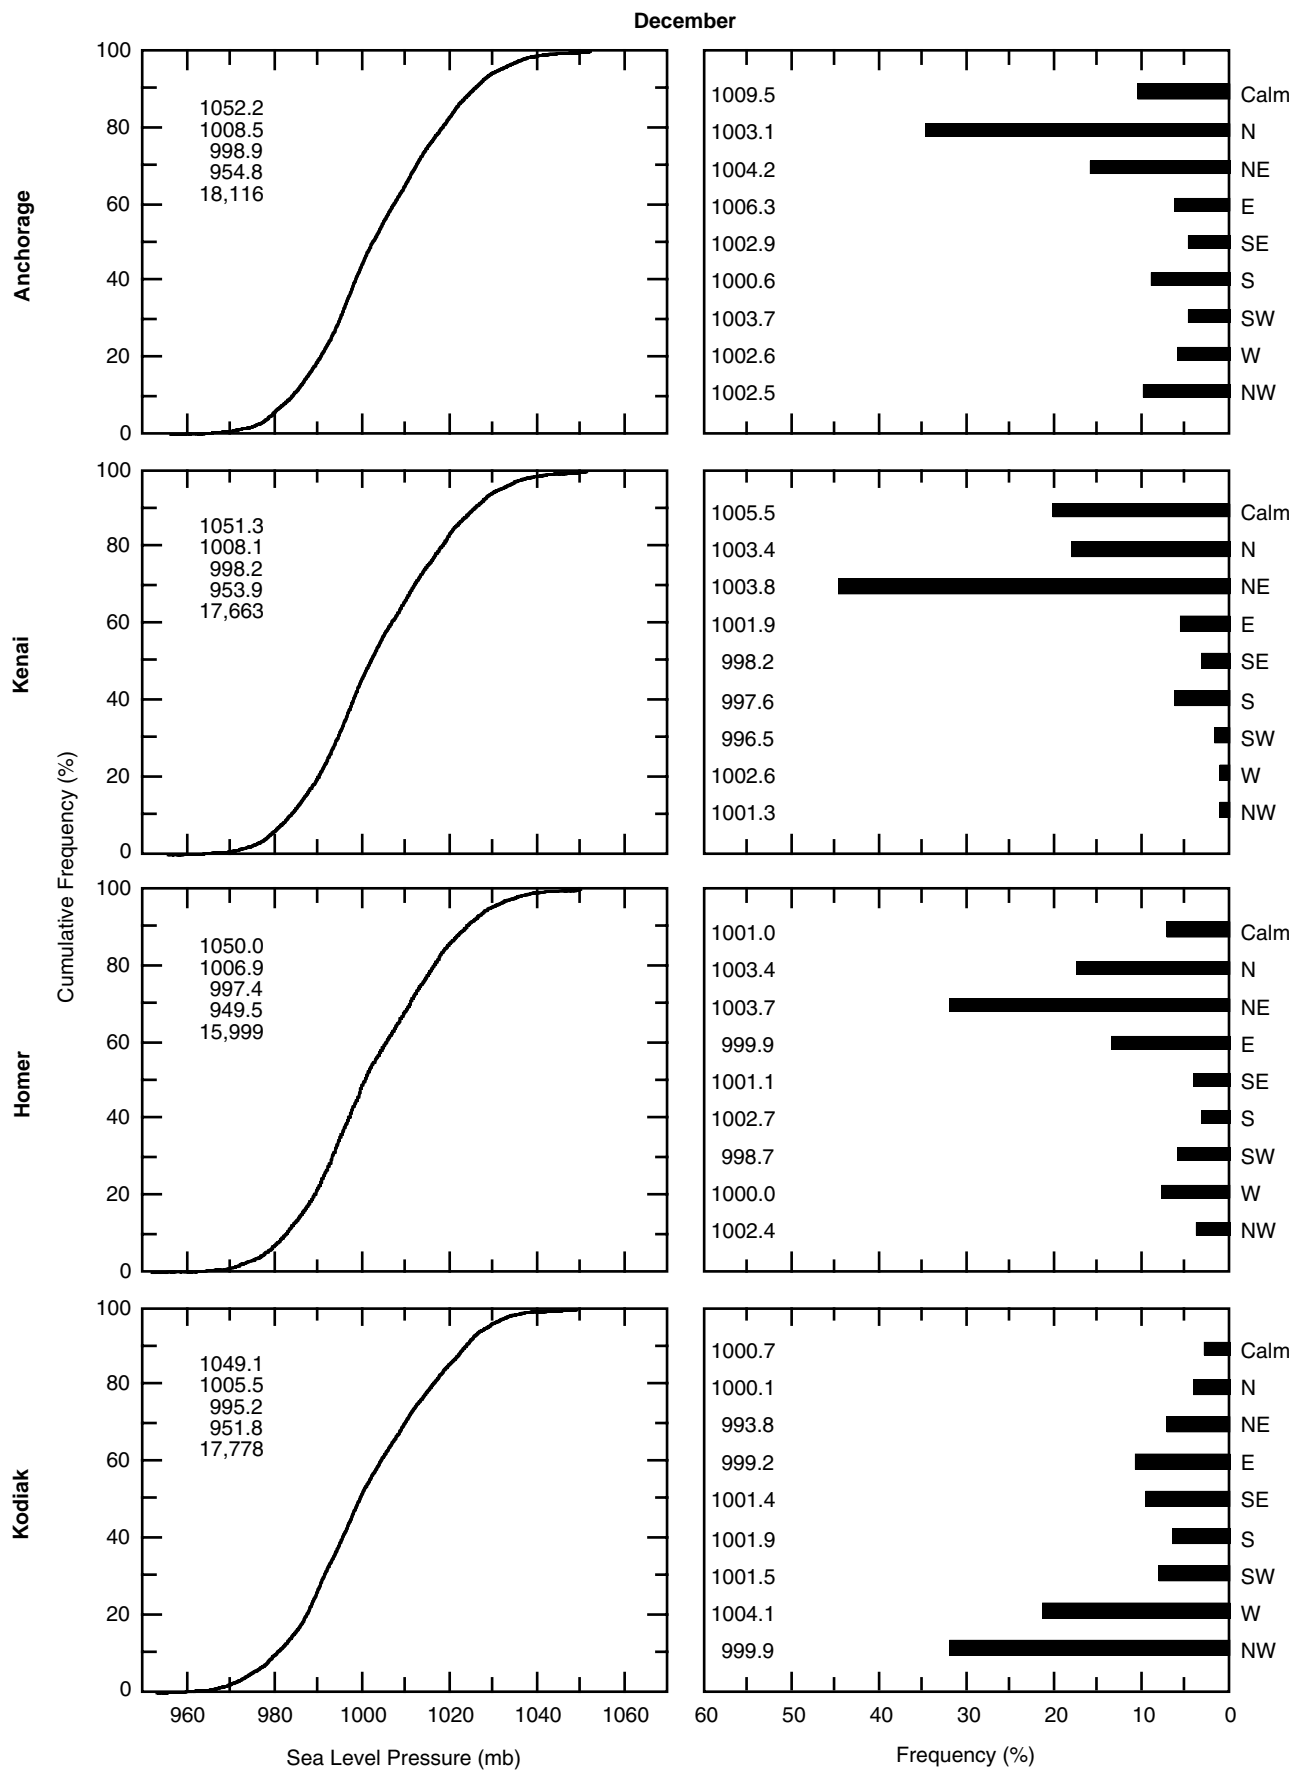 December
Anchorage
100
80
60
40
20
0
1052.2
1008.5
998.9
954.8
18,116
1009.5 Calm
1003.1 N
1004.2 NE
1006.3 E
1002.9 SE
1000.6 S
1003.7 SW
1002.6 W
1002.5 NW
Kenai
100
80
60
40
20
0
1051.3
1008.1
998.2
953.9
17,663
1005.5 Calm
1003.4 N
1003.8 NE
1001.9 E
998.2 SE
997.6 S
996.5 SW
1002.6 W
1001.3 NW
Cumulative Frequency (%)
Homer
100
80
60
40
20
0
1050.0
1006.9
997.4
949.5
15,999
1001.0 Calm
1003.4 N
1003.7 NE
999.9 E
1001.1 SE
1002.7 S
998.7 SW
1000.0 W
1002.4 NW
Kodiak
100
80
60
40
20
0
1049.1
1005.5
995.2
951.8
17,778
1000.7 Calm
1000.1 N
993.8 NE
999.2 E
1001.4 SE
1001.9 S
1001.5 SW
1004.1 W
999.9 NW
960 980 1000 1020 1040 1060
Sea Level Pressure (mb)
60 50 40 30 20 10 0
Frequency (%)